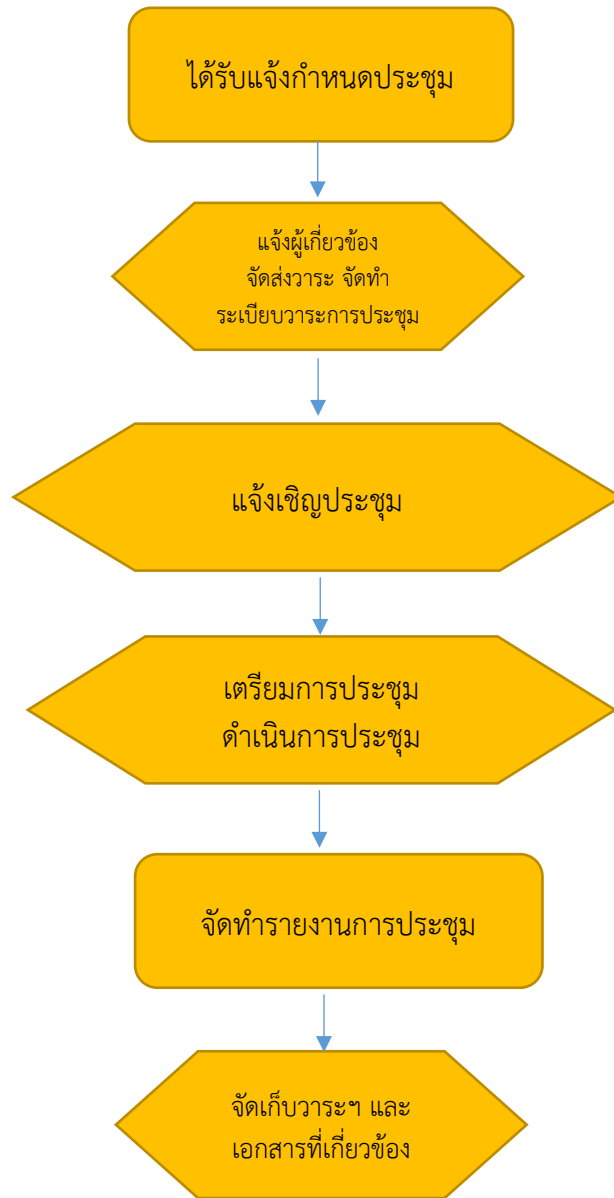 ได้รับแจ้งกำหนดประชุม
แจ้งผู้เกี่ยวข้อง
จัดส่งวาระ จัดทำ
ระเบียบวาระการประชุม
แจ้งเชิญประชุม
เตรียมการประชุม
ดำเนินการประชุม
จัดทำรายงานการประชุม
จัดเก็บวาระฯ และ
เอกสารที่เกี่ยวข้อง